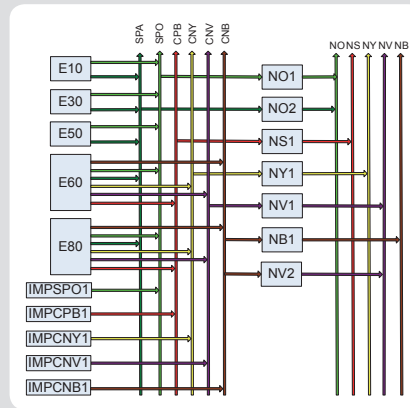 SPA SPO CPB CNY CNV CNB
NO NS NY NV NB
E10
E30
E50
E60
E80
IMPSPO1
IMPCPB1
IMPCNY1
IMPCNV1
IMPCNB1
NO1
NO2
NS1
NY1
NV1
NB1
NV2